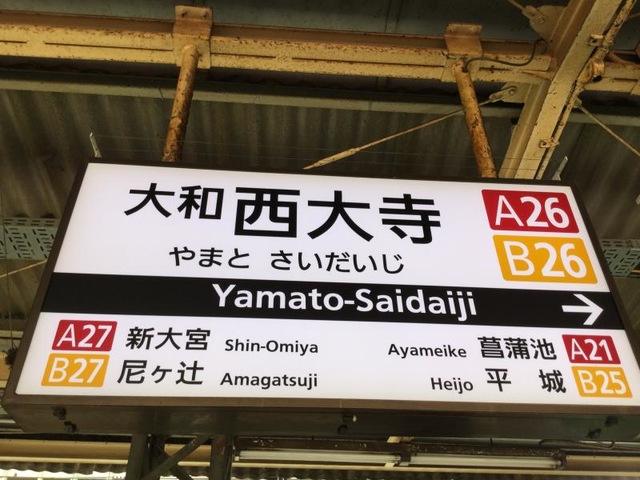 大和西大寺 A26
やまと さいだいじ B26
Yamato-Saidaiji →
A27 新大宮 Shin-Omiya Ayameike 菖蒲池 A21
B27 尼ヶ辻 Amagatsuji Heijo 平城 B25